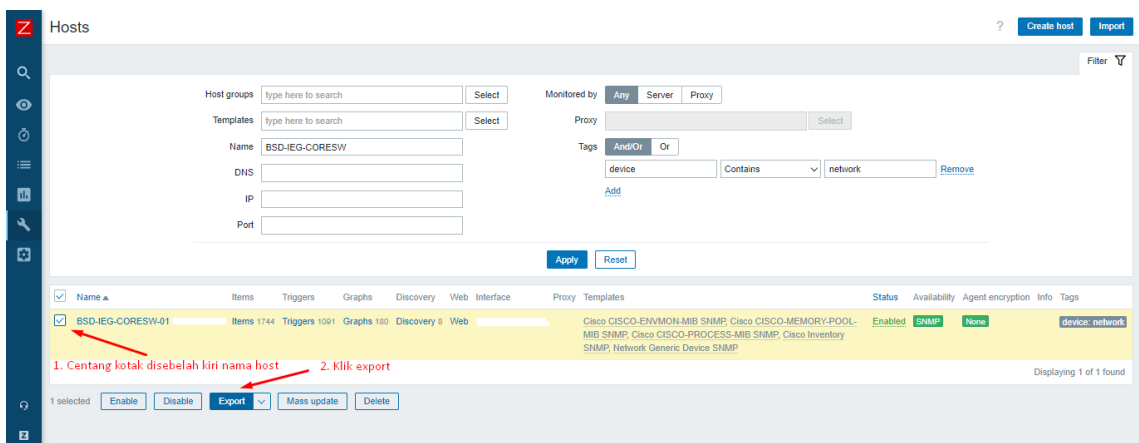 Z
Hosts
?
Create host
Import
Filter
Host groups
type here to search
Select
Monitored by
Any
Server
Proxy
Templates
type here to search
Select
Proxy
Select
Name
BSD-IEG-CORESW
Tags
And/Or
Or
DNS
device
Contains
network
Remove
IP
Add
Port
Apply
Reset
Name
Items
Triggers
Graphs
Discovery
Web
Interface
Proxy
Templates
Status
Availability
Agent encryption
Info
Tags
BSD-IEG-CORESW-01
Items 1744
Triggers 1091
Graphs 180
Discovery 8
Web
Cisco CISCO-ENVMON-MIB SNMP, Cisco CISCO-MEMORY-POOL-
MIB SNMP, Cisco CISCO-PROCESS-MIB SNMP, Cisco Inventory
SNMP, Network Generic Device SNMP
Enabled
SNMP
None
device: network
1. Centang kotak disebelah kiri nama host
2. Klik export
Displaying 1 of 1 found
1 selected
Enable
Disable
Export
Mass update
Delete
Z